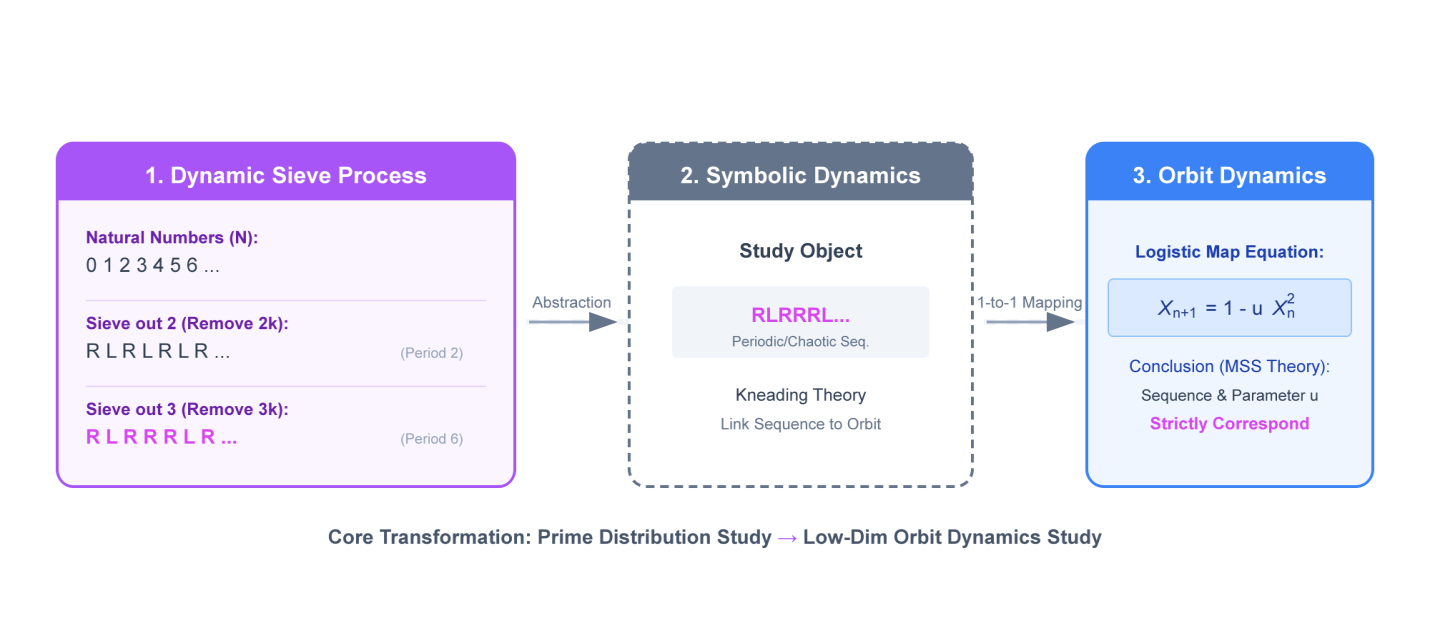 1. Dynamic Sieve Process
Natural Numbers (N):
0 1 2 3 4 5 6 ...
Sieve out 2 (Remove 2k):
R L R L R L R ...
(Period 2)
Sieve out 3 (Remove 3k):
R L R R R L R ...
(Period 6)
Abstraction
2. Symbolic Dynamics
Study Object
RLRRRL...
Periodic/Chaotic Seq.
Kneading Theory
Link Sequence to Orbit
1-to-1 Mapping
3. Orbit Dynamics
Logistic Map Equation:
X_{n+1} = 1 - u X_n^2
Conclusion (MSS Theory):
Sequence & Parameter u
Strictly Correspond
Core Transformation: Prime Distribution Study → Low-Dim Orbit Dynamics Study